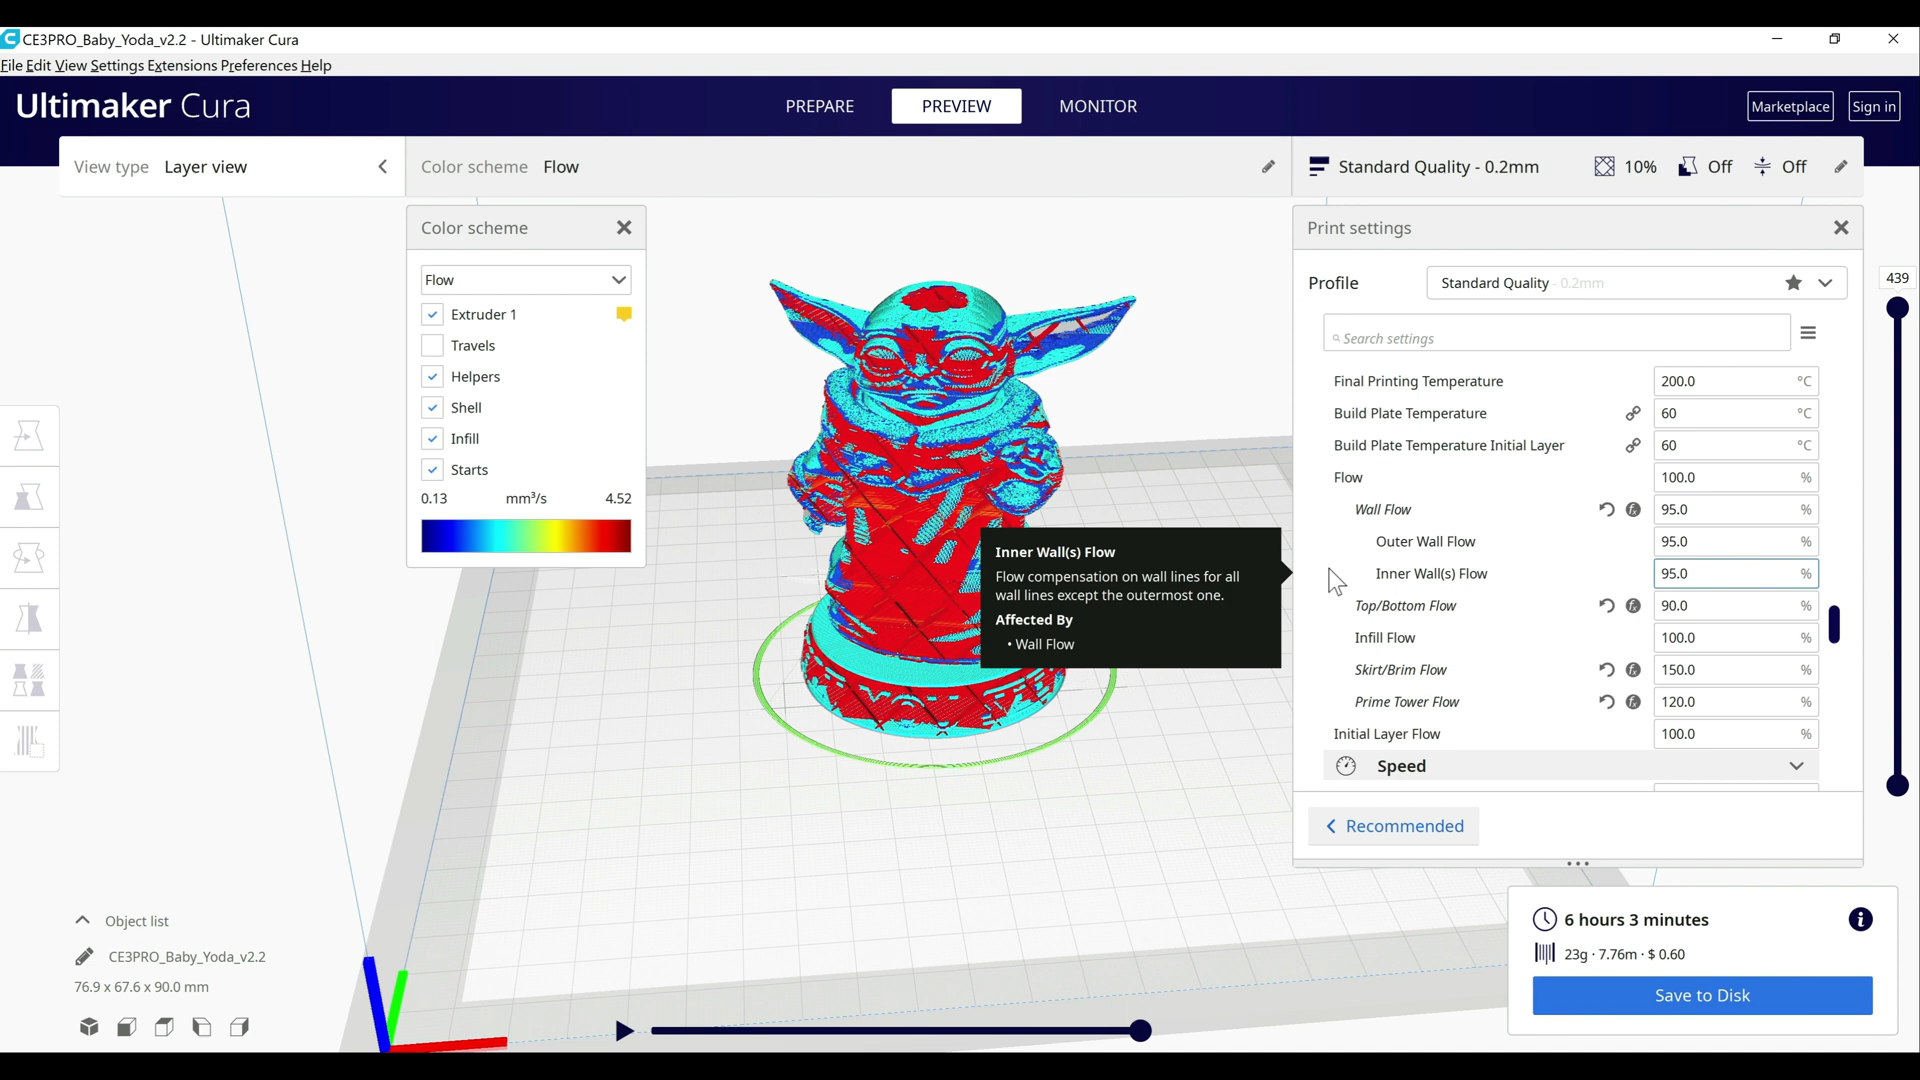 CE3PRO_Baby_Yoda_v2.2 - Ultimaker Cura
File Edit View Settings Extensions Preferences Help
Ultimaker Cura
PREPARE
PREVIEW
MONITOR
Marketplace
Sign in
View type Layer view
Color scheme Flow
Standard Quality - 0.2mm
10%
Off
Off
Color scheme
Flow
Extruder 1
Travels
Helpers
Shell
Infill
Starts
0.13 mm³/s 4.52
Print settings
Profile Standard Quality - 0.2mm
Search settings
Final Printing Temperature 200.0 °C
Build Plate Temperature 60 °C
Build Plate Temperature Initial Layer 60 °C
Flow 100.0 %
Wall Flow 95.0 %
Outer Wall Flow 95.0 %
Inner Wall(s) Flow 95.0 %
Top/Bottom Flow 90.0 %
Infill Flow 100.0 %
Skirt/Brim Flow 150.0 %
Prime Tower Flow 120.0 %
Initial Layer Flow 100.0 %
Speed
Recommended
439
Inner Wall(s) Flow
Flow compensation on wall lines for all
wall lines except the outermost one.
Affected By
• Wall Flow
Object list
CE3PRO_Baby_Yoda_v2.2
76.9 x 67.6 x 90.0 mm
6 hours 3 minutes
23g · 7.76m · $ 0.60
Save to Disk